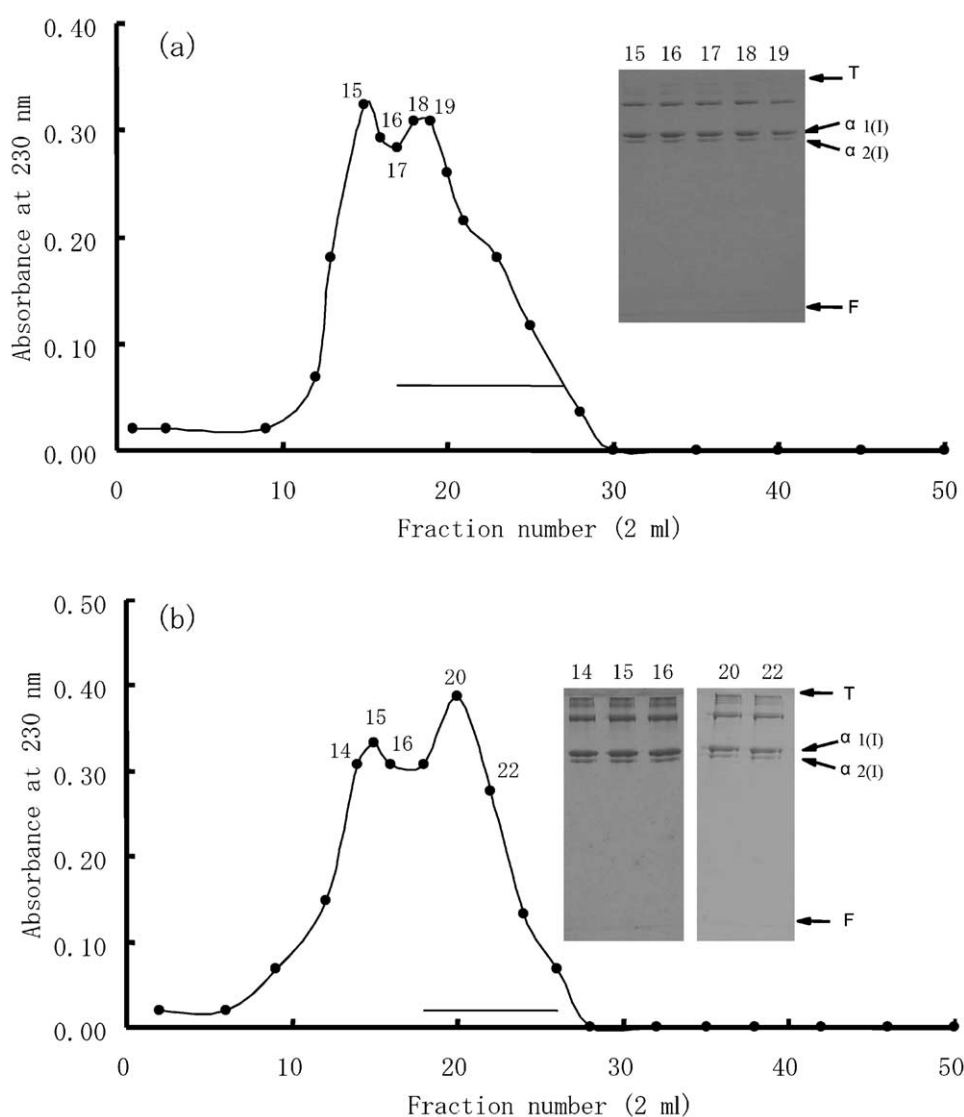 (a)
Absorbance at 230 nm
0.40
0.30
0.20
0.10
0.00
15
16
17
18
19
15 16 17 18 19
T
α 1(I)
α 2(I)
F
0 10 20 30 40 50
Fraction number (2 ml)
(b)
Absorbance at 230 nm
0.50
0.40
0.30
0.20
0.10
0.00
14
15
16
20
22
14 15 16 20 22
T
α 1(I)
α 2(I)
F
0 10 20 30 40 50
Fraction number (2 ml)